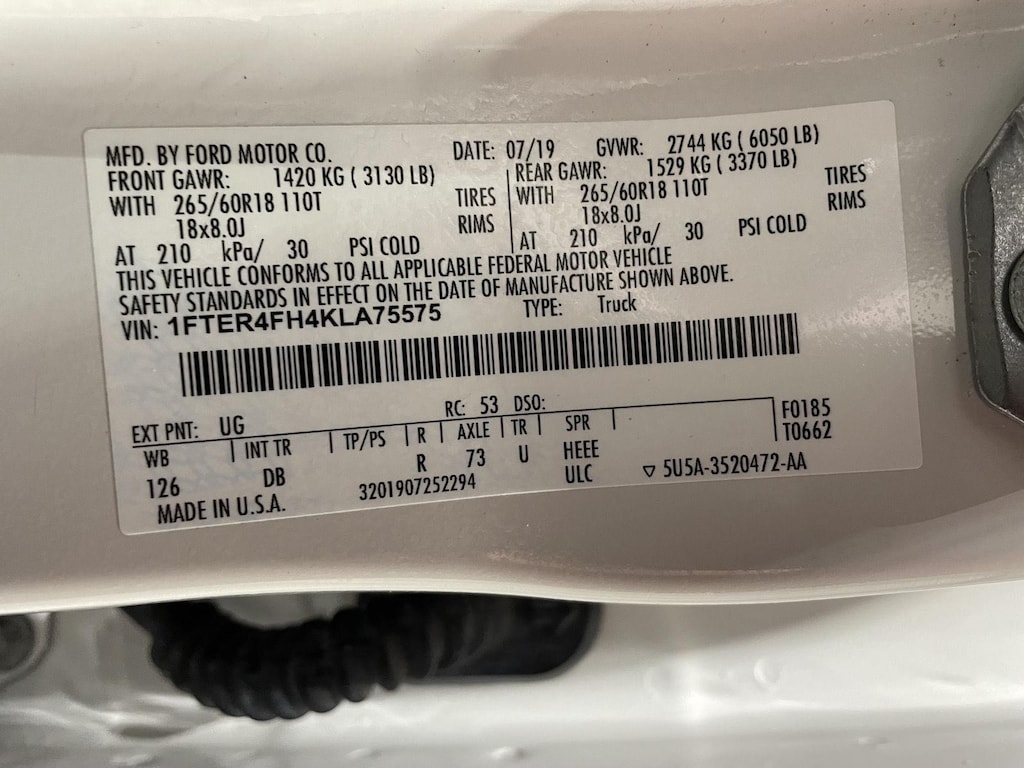 MFD. BY FORD MOTOR CO. DATE: 07/19 GVWR: 2744 KG ( 6050 LB)
FRONT GAWR: 1420 KG ( 3130 LB) REAR GAWR: 1529 KG ( 3370 LB)
WITH 265/60R18 110T TIRES WITH 265/60R18 110T TIRES
18x8.0J RIMS 18x8.0J RIMS
AT 210 kPa/ 30 PSI COLD AT 210 kPa/ 30 PSI COLD
THIS VEHICLE CONFORMS TO ALL APPLICABLE FEDERAL MOTOR VEHICLE
SAFETY STANDARDS IN EFFECT ON THE DATE OF MANUFACTURE SHOWN ABOVE.
VIN: 1FTER4FH4KLA75575 TYPE: Truck
EXT PNT: UG RC: 53 DSO: F0185
WB INT TR TP/PS R AXLE TR SPR T0662
126 DB R 73 U HEEE
3201907252294 ULC ▽ 5U5A-3520472-AA
MADE IN U.S.A.